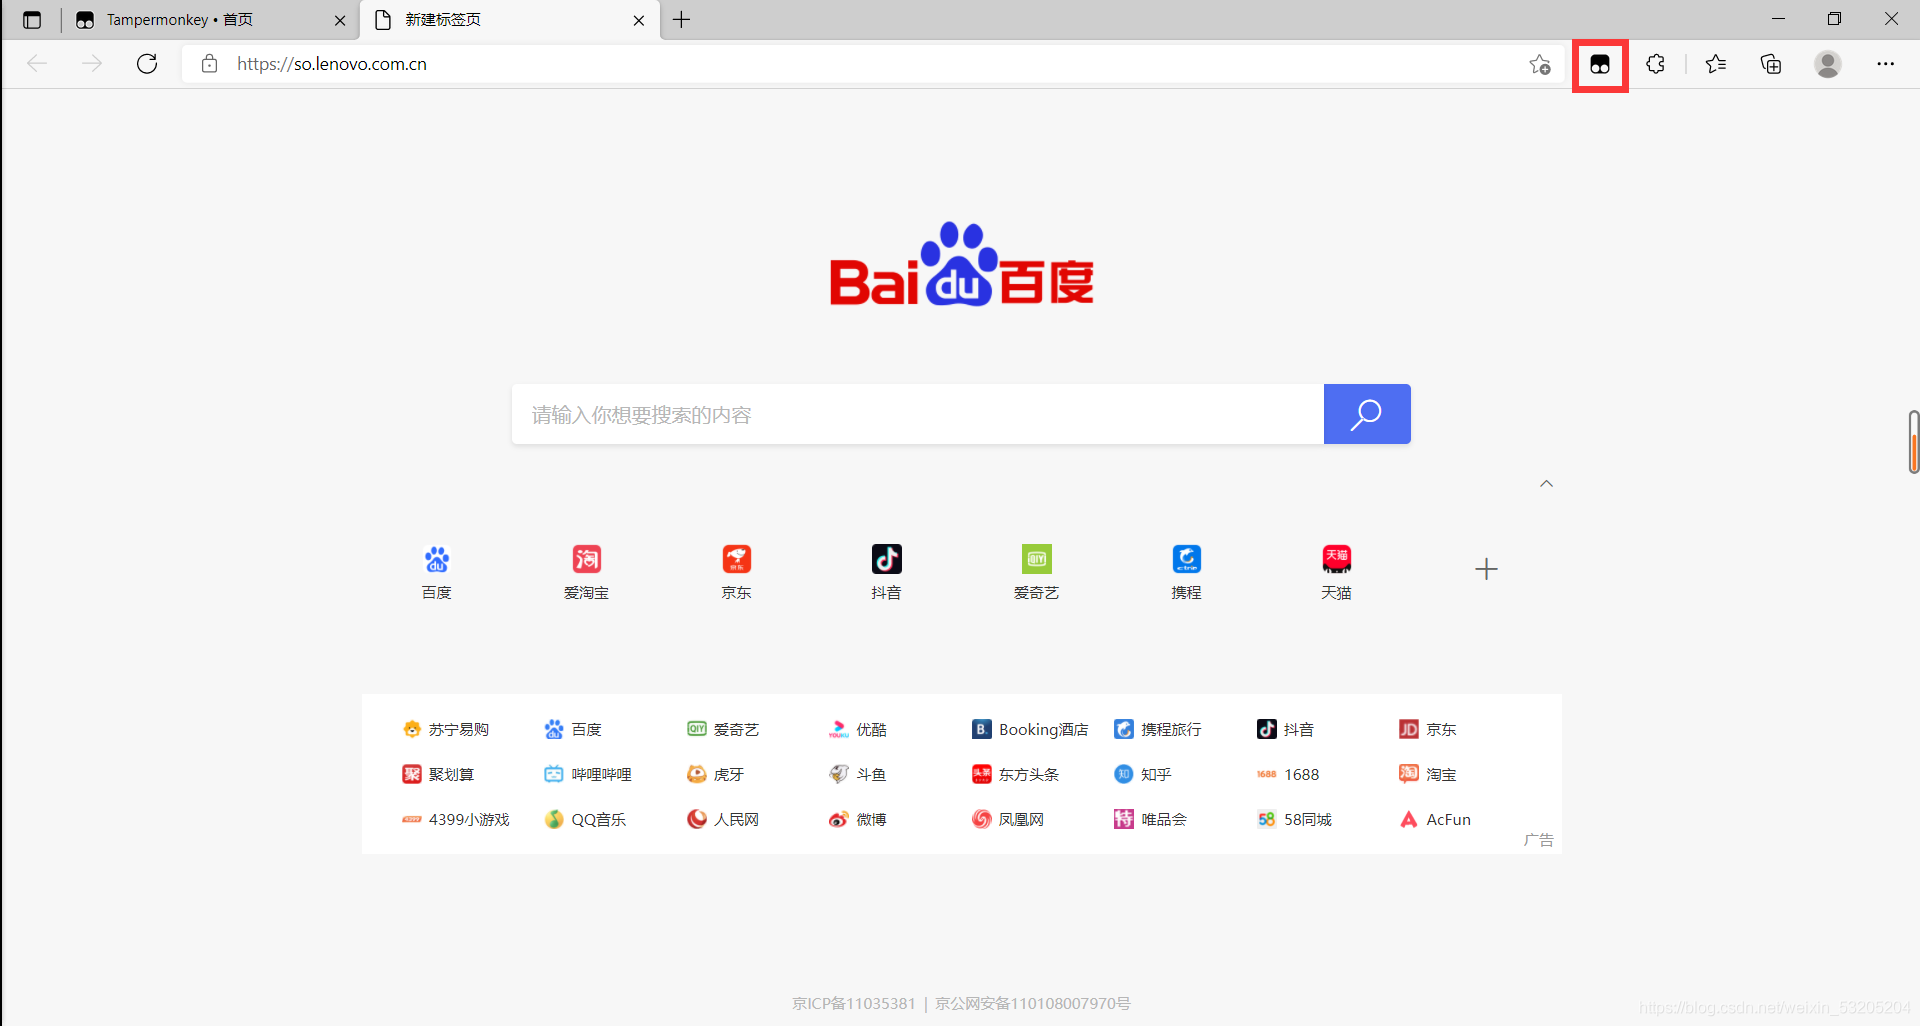 Tampermonkey • 首页
新建标签页
https://so.lenovo.com.cn
Bai du 百度
请输入你想要搜索的内容
百度
爱淘宝
京东
抖音
爱奇艺
携程
天猫
苏宁易购
百度
爱奇艺
优酷
Booking酒店
携程旅行
抖音
京东
聚划算
哔哩哔哩
虎牙
斗鱼
东方头条
知乎
1688
淘宝
4399小游戏
QQ音乐
人民网
微博
凤凰网
唯品会
58同城
AcFun
广告
京ICP备11035381 | 京公网安备110108007970号
https://blog.csdn.net/weixin_53205204